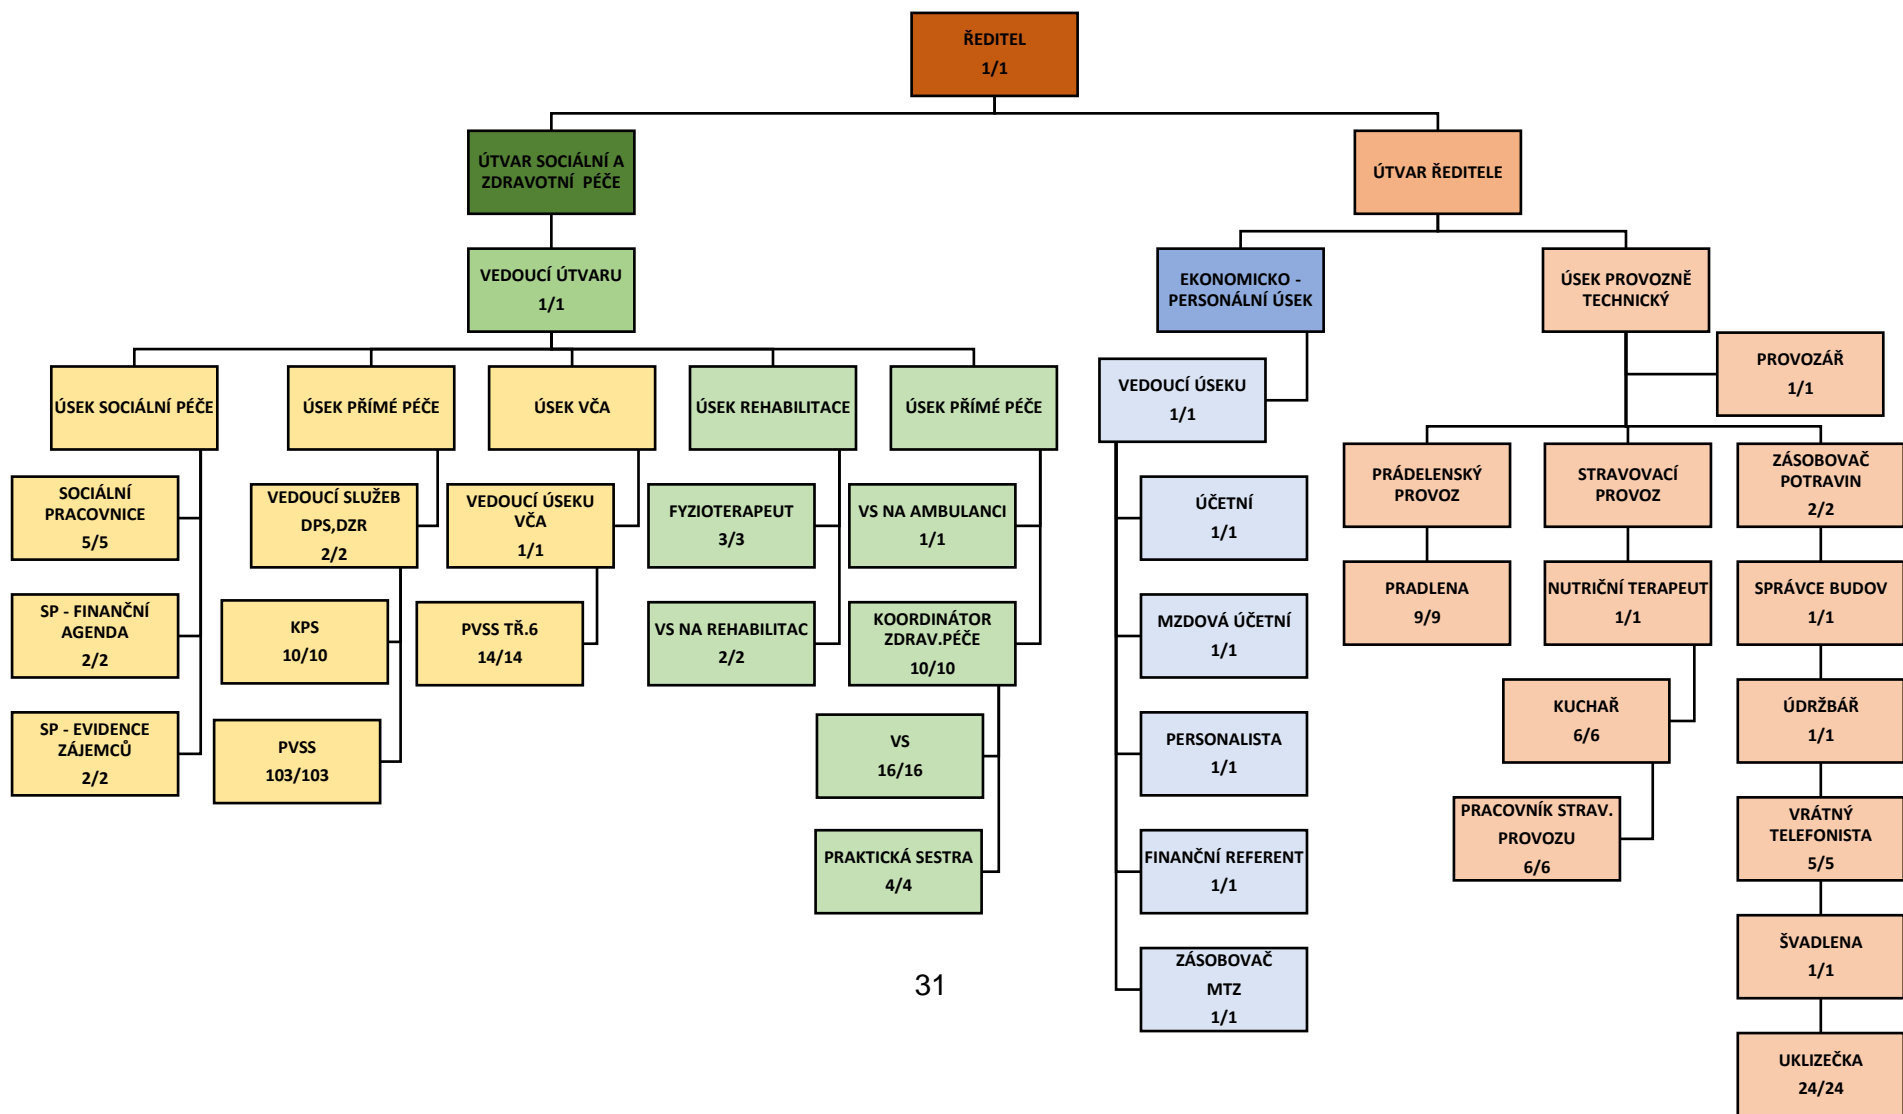 ŘEDITEL
1/1
ÚTVAR SOCIÁLNÍ A
ZDRAVOTNÍ PÉČE
ÚTVAR ŘEDITELE
VEDOUCÍ ÚTVARU
1/1
EKONOMICKO -
PERSONÁLNÍ ÚSEK
ÚSEK PROVOZNĚ
TECHNICKÝ
PROVOZÁŘ
1/1
ÚSEK SOCIÁLNÍ PÉČE
ÚSEK PŘÍMÉ PÉČE
ÚSEK VČA
ÚSEK REHABILITACE
ÚSEK PŘÍMÉ PÉČE
VEDOUCÍ ÚSEKU
1/1
SOCIÁLNÍ
PRACOVNICE
5/5
SP - FINANČNÍ
AGENDA
2/2
SP - EVIDENCE
ZÁJEMCŮ
2/2
VEDOUCÍ SLUŽEB
DPS,DZR
2/2
KPS
10/10
PVSS
103/103
VEDOUCÍ ÚSEKU
VČA
1/1
PVSS TŘ.6
14/14
FYZIOTERAPEUT
3/3
VS NA REHABILITAC
2/2
VS NA AMBULANCI
1/1
KOORDINÁTOR
ZDRAV.PÉČE
10/10
VS
16/16
PRAKTICKÁ SESTRA
4/4
ÚČETNÍ
1/1
MZDOVÁ ÚČETNÍ
1/1
PERSONALISTA
1/1
FINANČNÍ REFERENT
1/1
ZÁSOBOVAČ
MTZ
1/1
PRÁDELENSKÝ
PROVOZ
PRADLENA
9/9
STRAVOVACÍ
PROVOZ
NUTRIČNÍ TERAPEUT
1/1
KUCHAŘ
6/6
PRACOVNÍK STRAV.
PROVOZU
6/6
ZÁSOBOVAČ
POTRAVIN
2/2
SPRÁVCE BUDOV
1/1
ÚDRŽBÁŘ
1/1
VRÁTNÝ
TELEFONISTA
5/5
ŠVADLENA
1/1
UKLIZEČKA
24/24
31